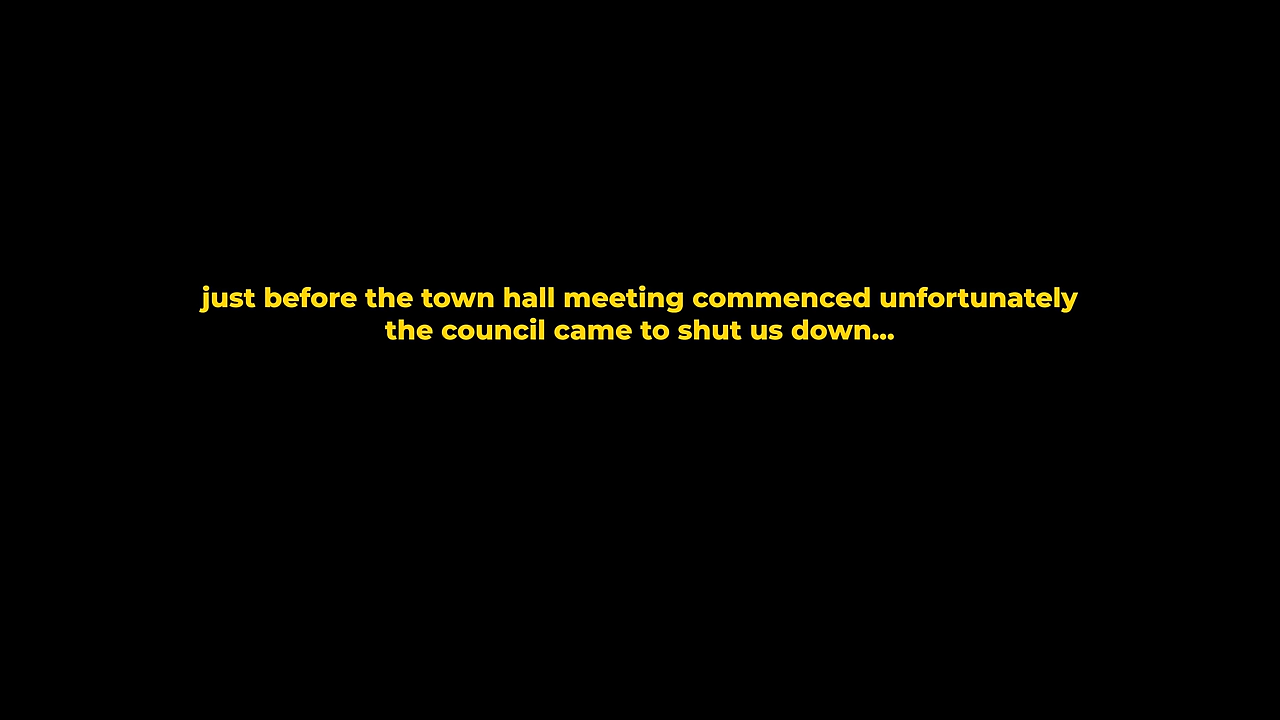 just before the town hall meeting commenced unfortunately
the council came to shut us down...